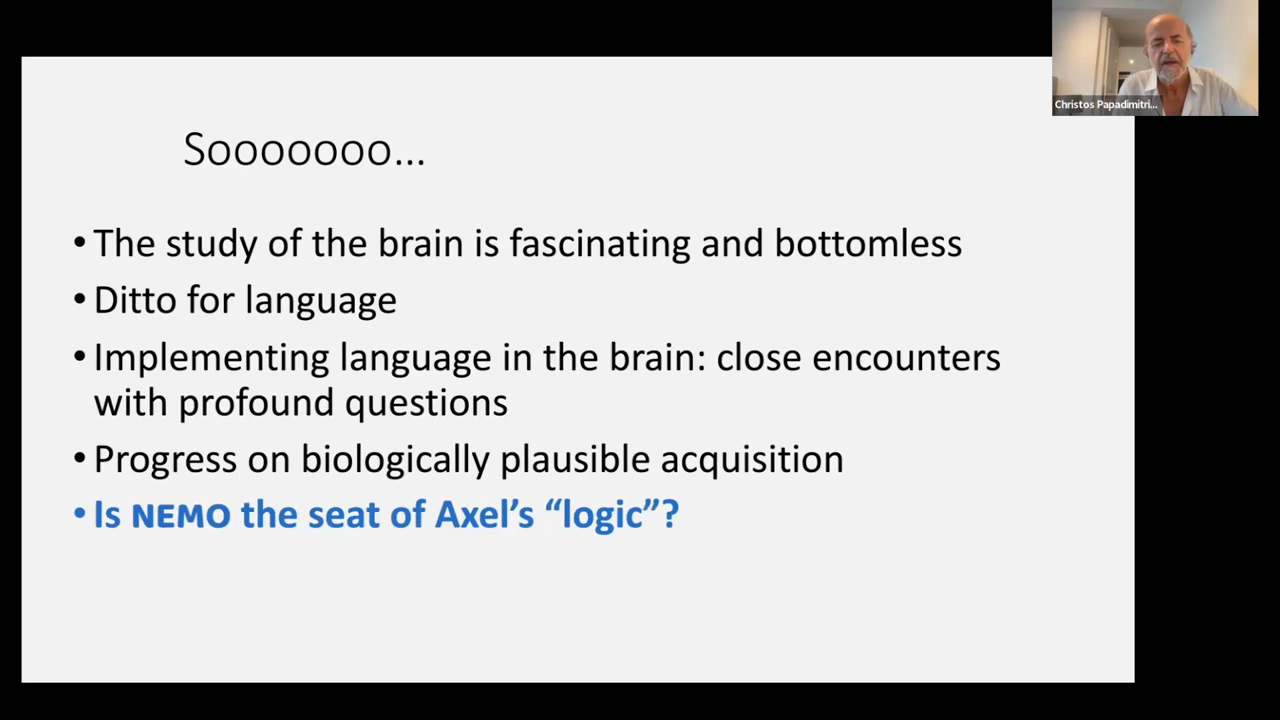 Christos Papadimitri...
Sooooooo...
• The study of the brain is fascinating and bottomless
• Ditto for language
• Implementing language in the brain: close encounters
with profound questions
• Progress on biologically plausible acquisition
• Is NEMO the seat of Axel’s “logic”?